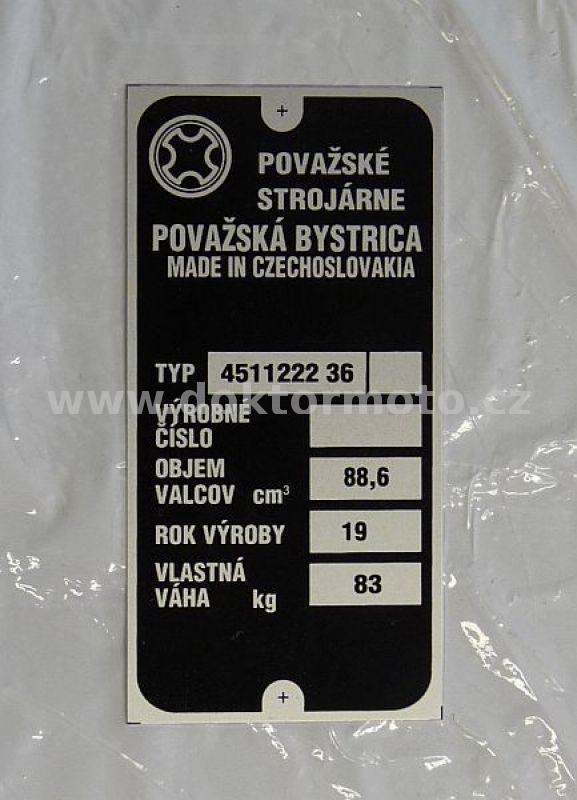 POVAŽSKÉ
STROJÁRNE
POVAŽSKÁ BYSTRICA
MADE IN CZECHOSLOVAKIA
TYP 4511222 36
www.doktormoto.cz
VÝROBNÉ
ČÍSLO
OBJEM
VALCOV cm³ 88,6
ROK VÝROBY 19
VLASTNÁ
VÁHA kg 83